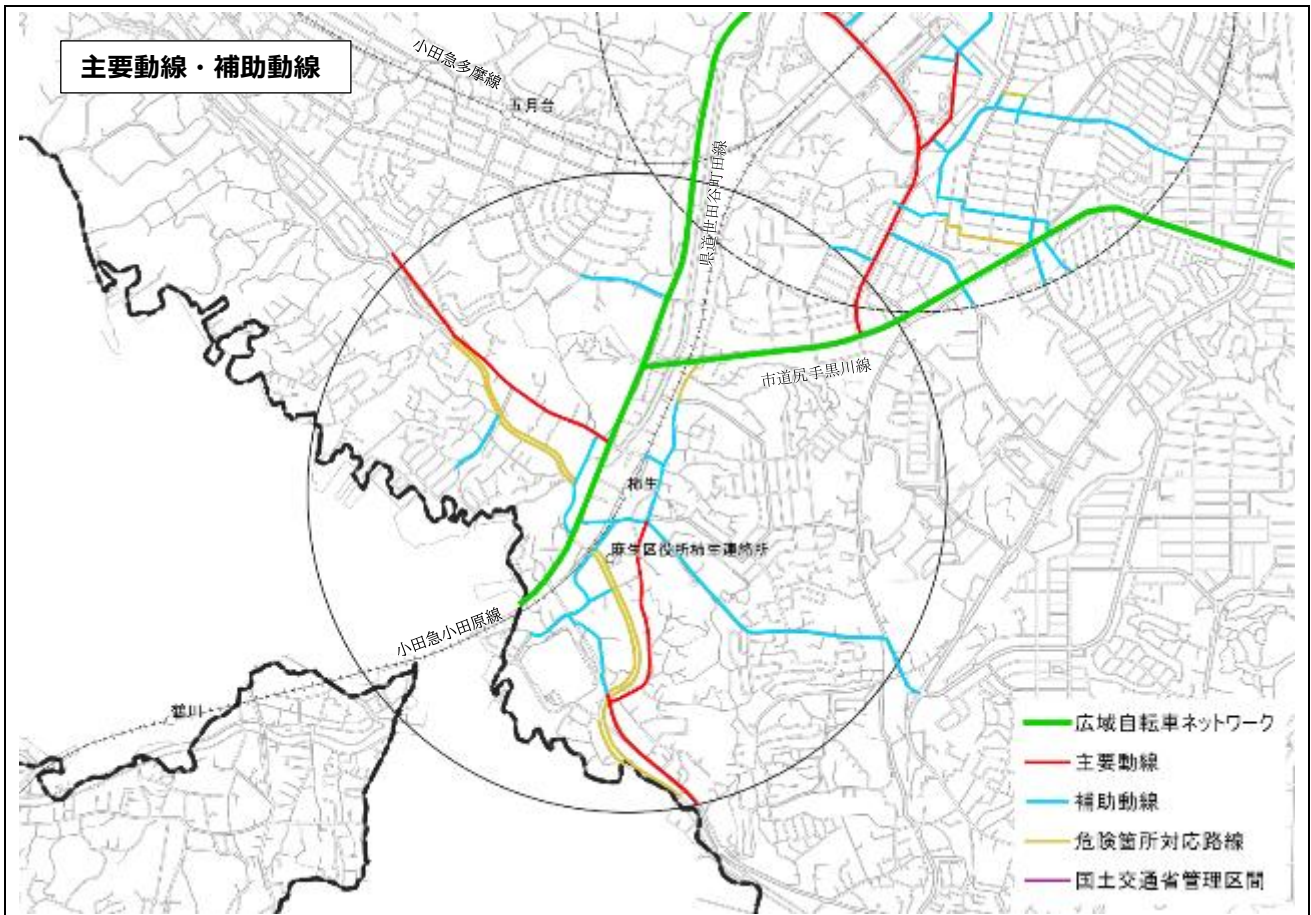 主要動線・補助動線
小田急多摩線
五月台
県道世田谷町田線
市道尻手黒川線
柿生
麻生区役所柿生連絡所
小田急小田原線
鶴川
広域自転車ネットワーク
主要動線
補助動線
危険箇所対応路線
国土交通省管理区間